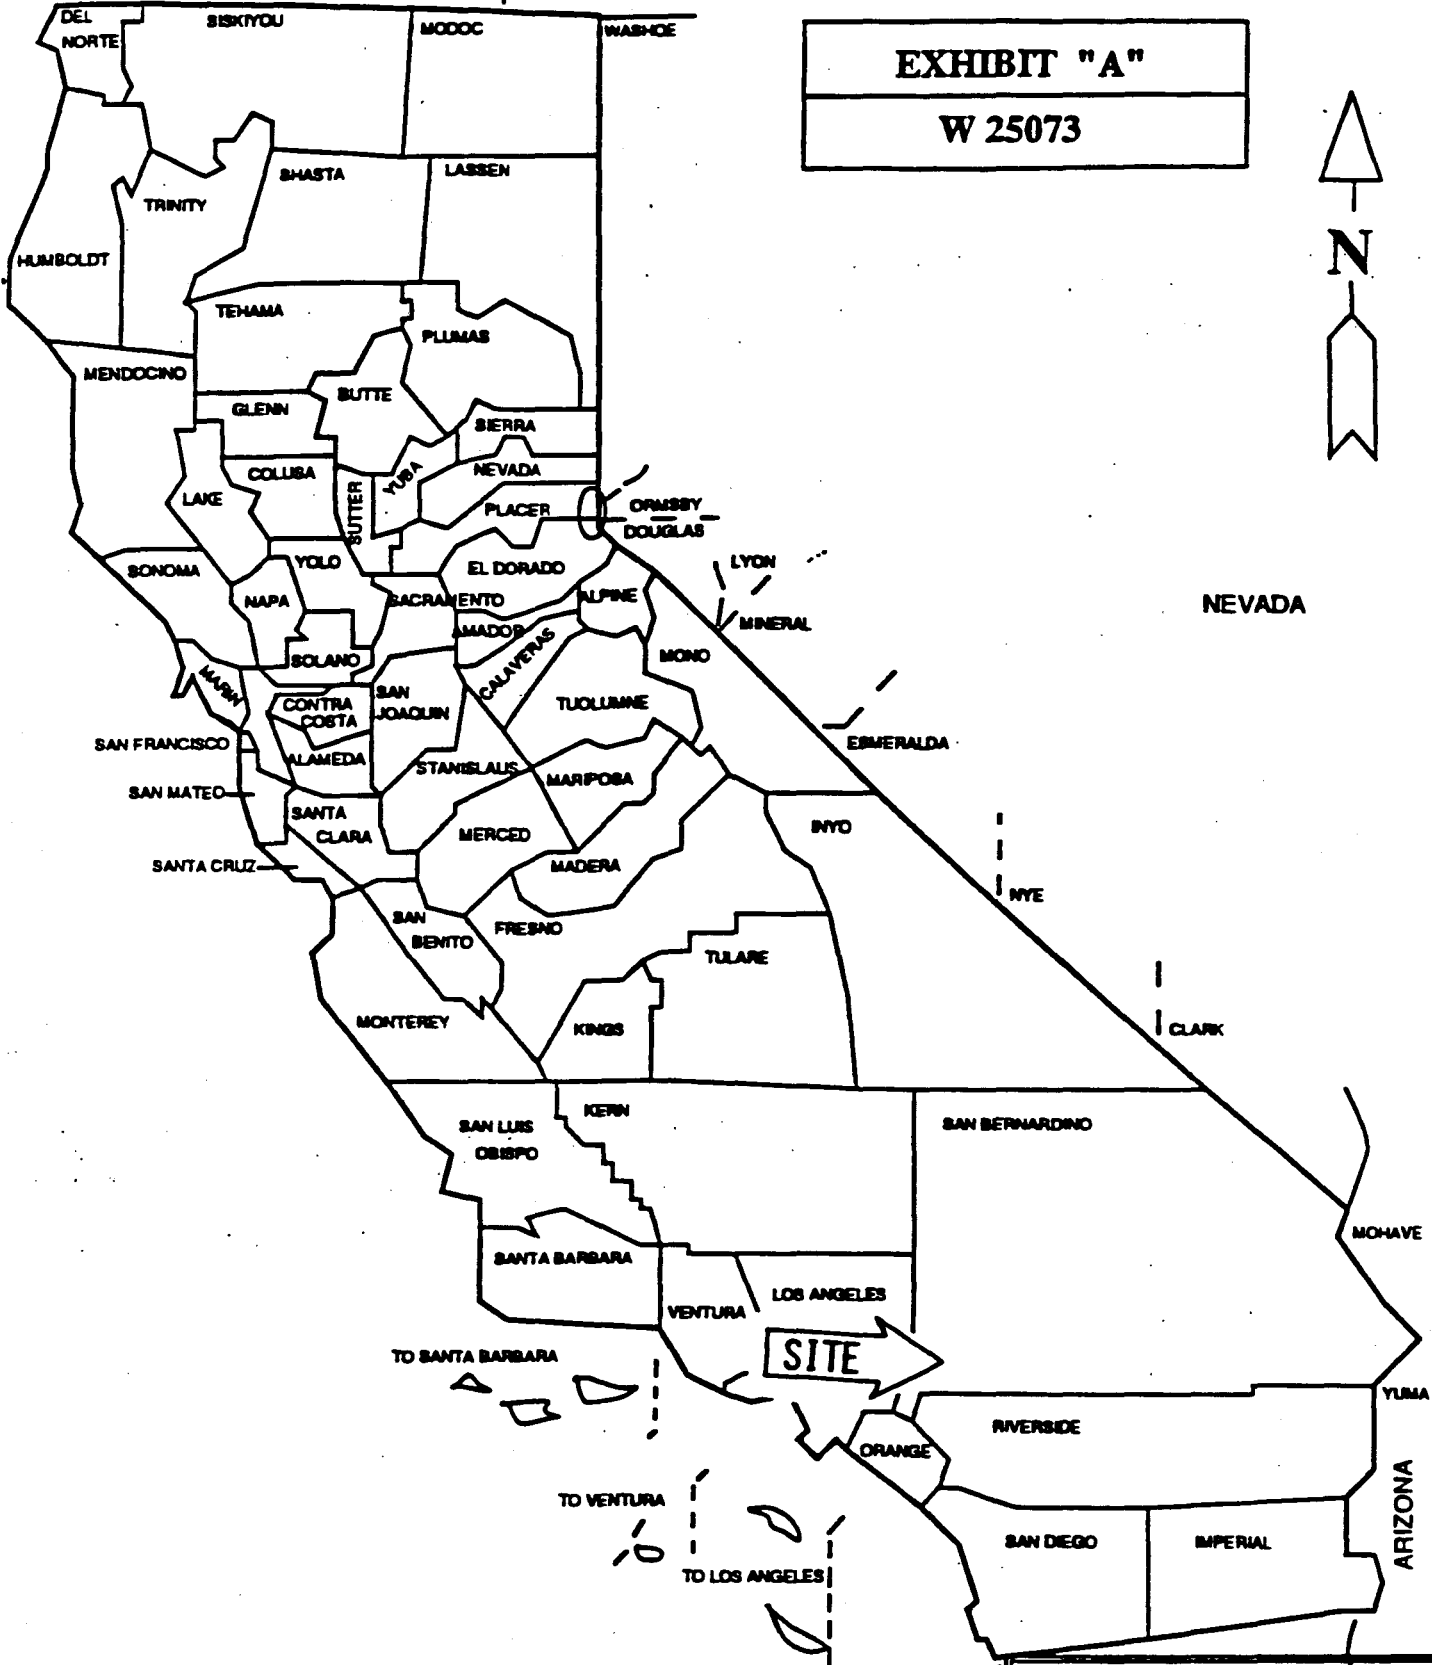 DEL
NORTE
SISKIYOU
MODOC
WASHOE
EXHIBIT "A"
W 25073
N
SHASTA
LASSEN
TRINITY
HUMBOLDT
TEHAMA
PLUMAS
MENDOCINO
BUTTE
GLENN
SIERRA
COLUSA
YUBA
NEVADA
LAKE
SUTTER
PLACER
ORMSBY
DOUGLAS
YOLO
EL DORADO
LYON
SONOMA
NAPA
SACRAMENTO
ALPINE
NEVADA
AMADOR
MINERAL
SOLANO
CALAVERAS
MONO
MARIN
CONTRA
COSTA
SAN
JOAQUIN
TUOLUMNE
SAN FRANCISCO
ALAMEDA
STANISLAUS
MARIPOSA
ESMERALDA
SAN MATEO
SANTA
CLARA
MERCED
INYO
SANTA CRUZ
MADERA
NYE
SAN
BENITO
FRESNO
TULARE
MONTEREY
KINGS
CLARK
KERN
SAN LUIS
OBISPO
SAN BERNARDINO
SANTA BARBARA
MOHAVE
LOS ANGELES
VENTURA
SITE
TO SANTA BARBARA
YUMA
RIVERSIDE
ORANGE
TO VENTURA
ARIZONA
SAN DIEGO
IMPERIAL
TO LOS ANGELES